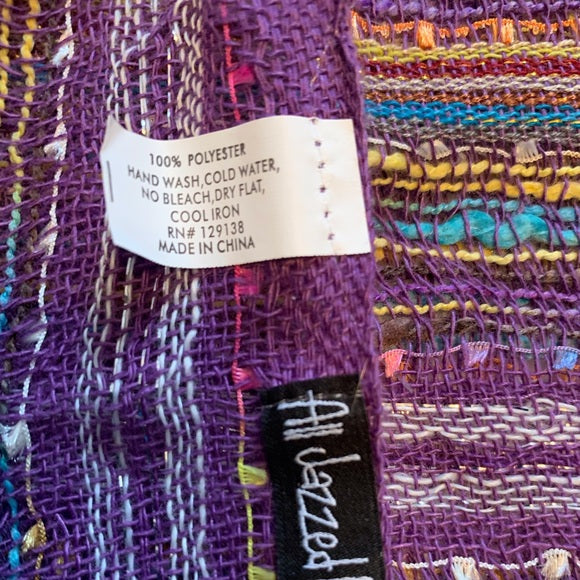 100% POLYESTER
HAND WASH,COLD WATER,
NO BLEACH,DRY FLAT,
COOL IRON
RN# 129138
MADE IN CHINA
All Jazzed